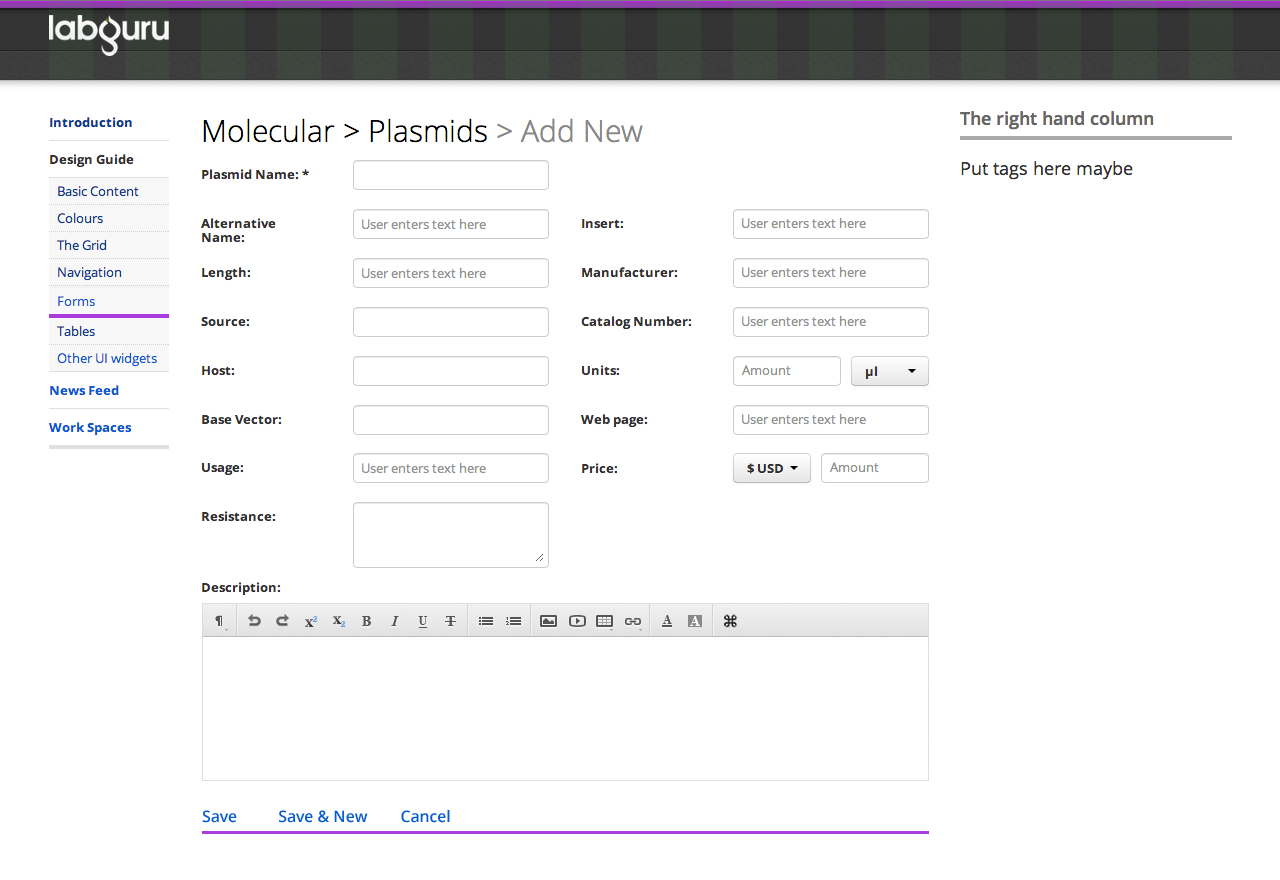 labguru
Introduction
Design Guide
Basic Content
Colours
The Grid
Navigation
Forms
Tables
Other UI widgets
News Feed
Work Spaces
Molecular > Plasmids > Add New
Plasmid Name: *
Alternative
Name:
User enters text here
Insert:
User enters text here
Length:
User enters text here
Manufacturer:
User enters text here
Source:
Catalog Number:
User enters text here
Host:
Units:
Amount
µl
Base Vector:
Web page:
User enters text here
Usage:
User enters text here
Price:
$ USD
Amount
Resistance:
Description:
¶ x² x₂ B I U T A A ⌘
Save
Save & New
Cancel
The right hand column
Put tags here maybe